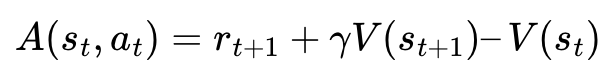 A(s_t, a_t) = r_{t+1} + γV(s_{t+1})–V(s_t)